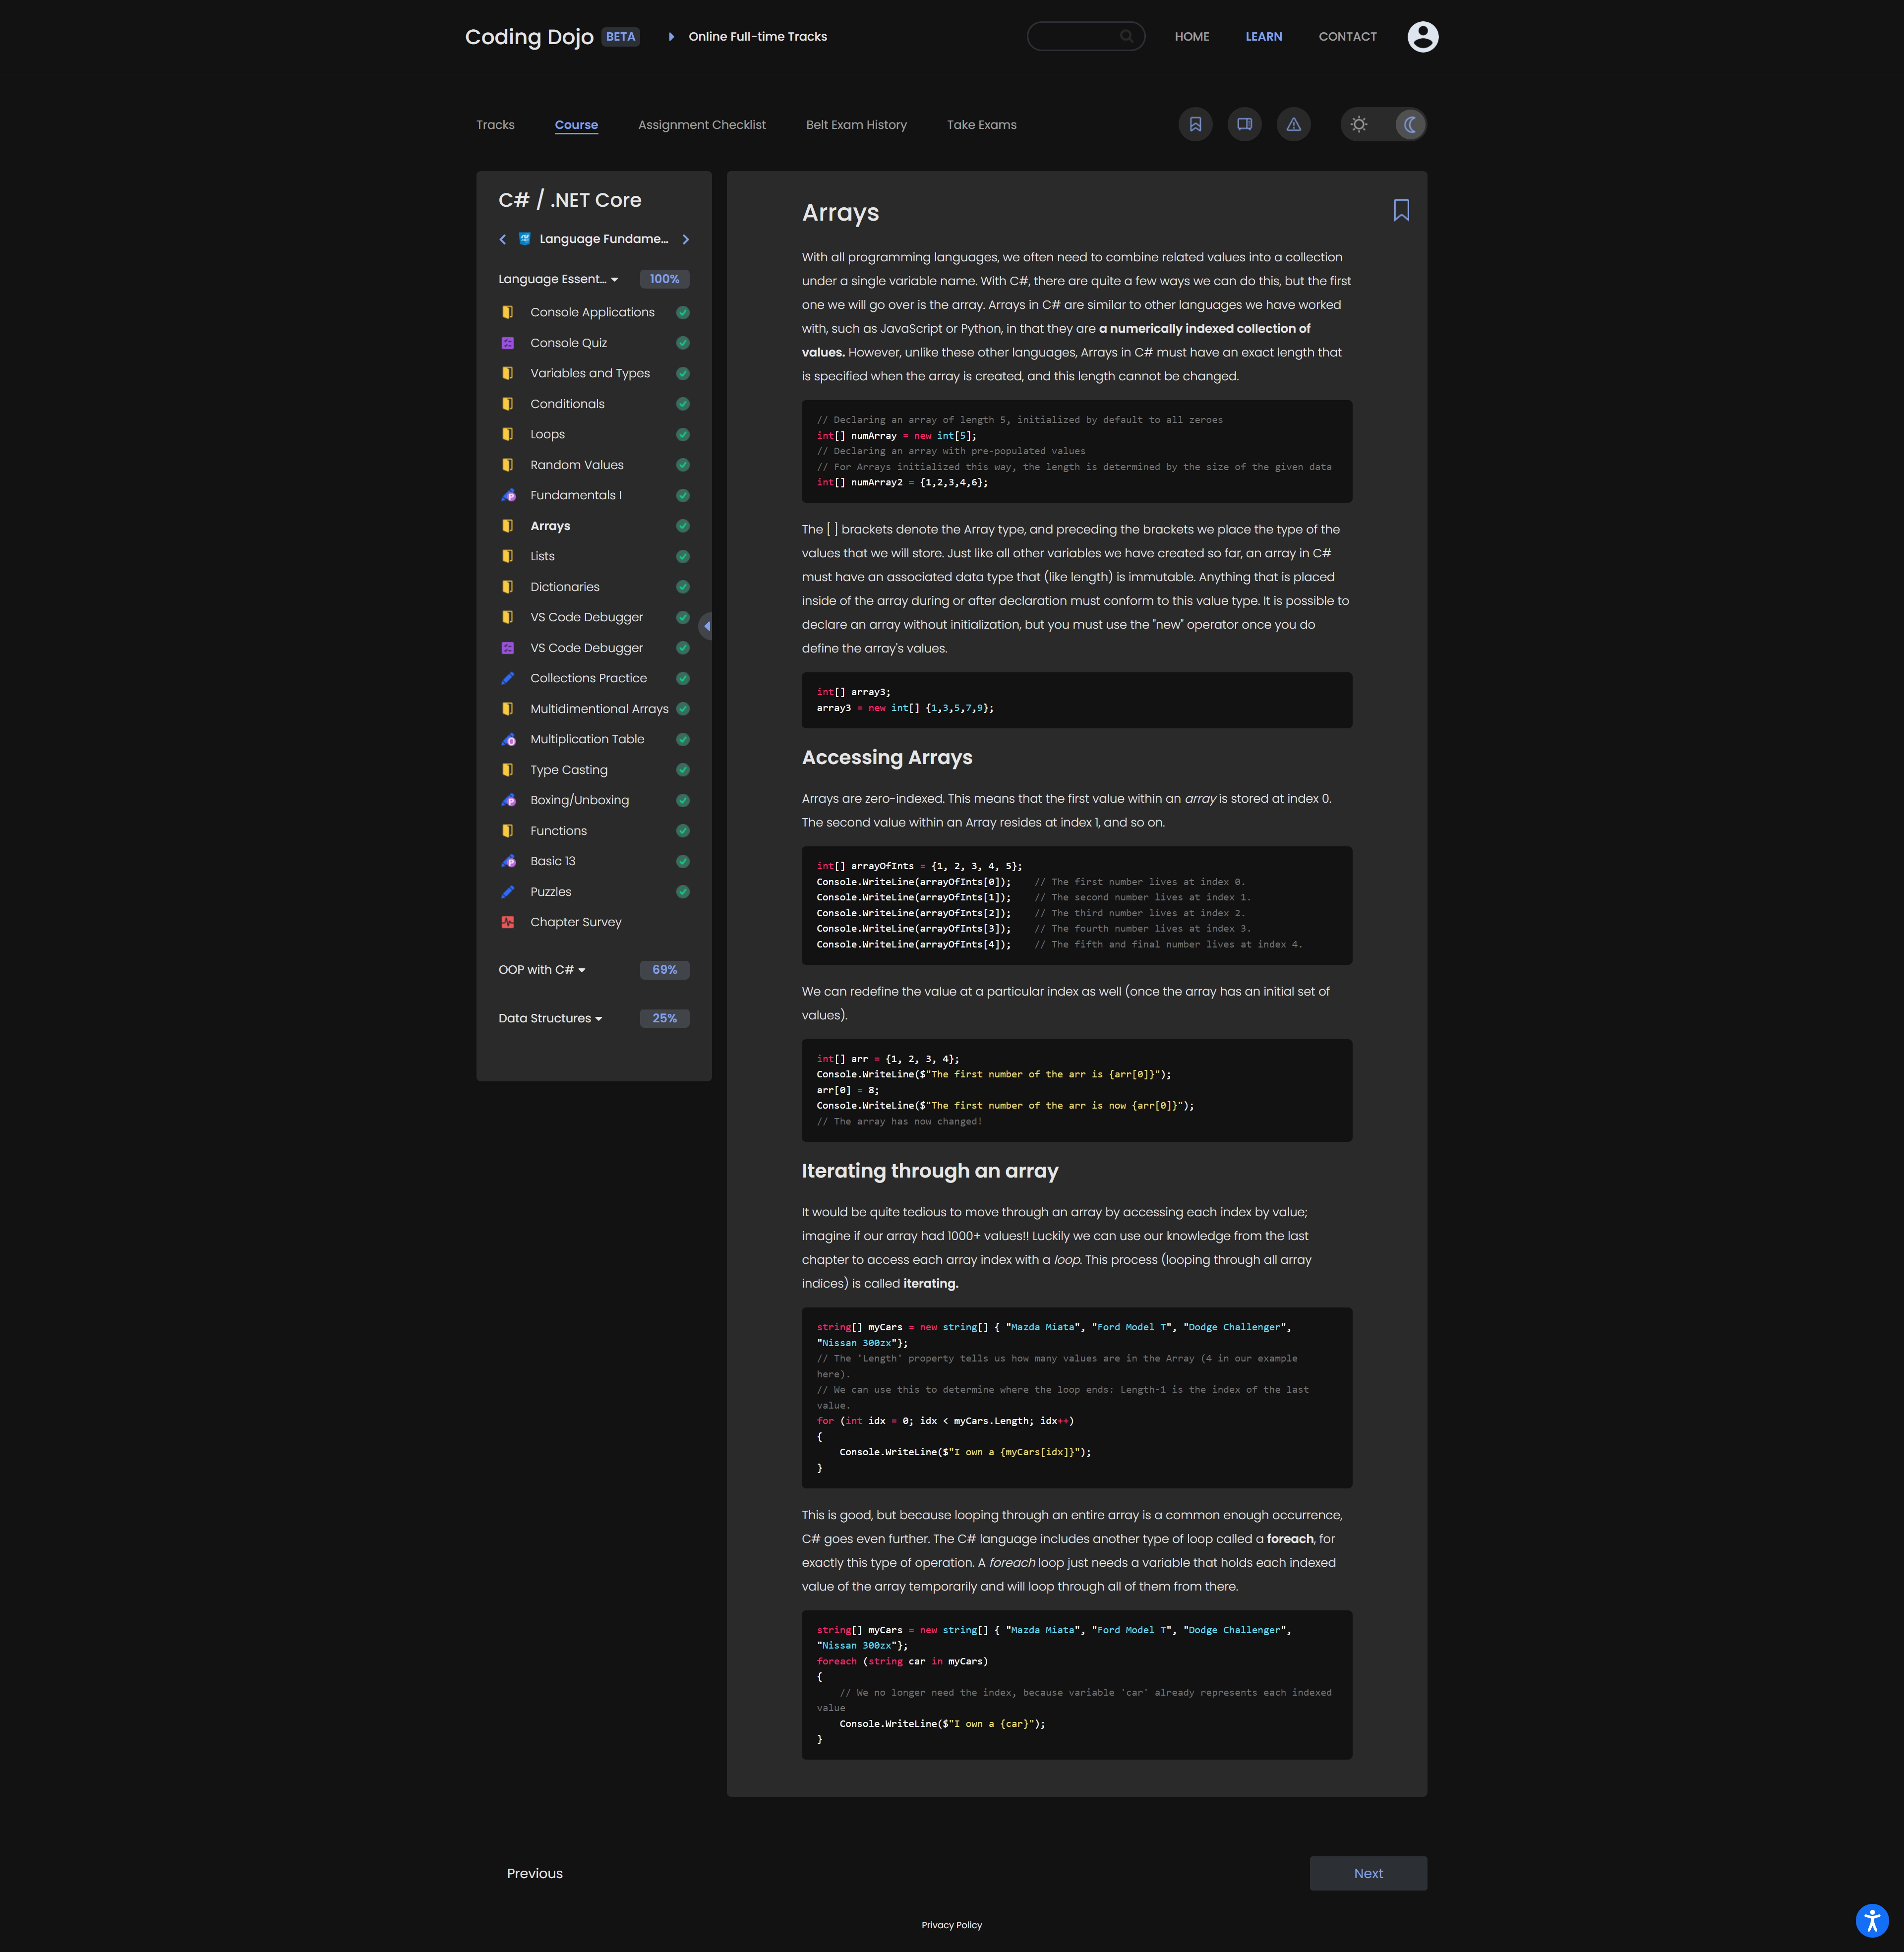 Coding Dojo BETA
Online Full-time Tracks
HOME
LEARN
CONTACT
Tracks
Course
Assignment Checklist
Belt Exam History
Take Exams
C# / .NET Core
Language Fundame...
Language Essent... 100%
Console Applications
Console Quiz
Variables and Types
Conditionals
Loops
Random Values
Fundamentals I
Arrays
Lists
Dictionaries
VS Code Debugger
VS Code Debugger
Collections Practice
Multidimentional Arrays
Multiplication Table
Type Casting
Boxing/Unboxing
Functions
Basic 13
Puzzles
Chapter Survey
OOP with C# 69%
Data Structures 25%
Arrays
With all programming languages, we often need to combine related values into a collection
under a single variable name. With C#, there are quite a few ways we can do this, but the first
one we will go over is the array. Arrays in C# are similar to other languages we have worked
with, such as JavaScript or Python, in that they are a numerically indexed collection of
values. However, unlike these other languages, Arrays in C# must have an exact length that
is specified when the array is created, and this length cannot be changed.
// Declaring an array of length 5, initialized by default to all zeroes
int[] numArray = new int[5];
// Declaring an array with pre-populated values
// For Arrays initialized this way, the length is determined by the size of the given data
int[] numArray2 = {1,2,3,4,6};
The [ ] brackets denote the Array type, and preceding the brackets we place the type of the
values that we will store. Just like all other variables we have created so far, an array in C#
must have an associated data type that (like length) is immutable. Anything that is placed
inside of the array during or after declaration must conform to this value type. It is possible to
declare an array without initialization, but you must use the "new" operator once you do
define the array's values.
int[] array3;
array3 = new int[] {1,3,5,7,9};
Accessing Arrays
Arrays are zero-indexed. This means that the first value within an array is stored at index 0.
The second value within an Array resides at index 1, and so on.
int[] arrayOfInts = {1, 2, 3, 4, 5};
Console.WriteLine(arrayOfInts[0]);    // The first number lives at index 0.
Console.WriteLine(arrayOfInts[1]);    // The second number lives at index 1.
Console.WriteLine(arrayOfInts[2]);    // The third number lives at index 2.
Console.WriteLine(arrayOfInts[3]);    // The fourth number lives at index 3.
Console.WriteLine(arrayOfInts[4]);    // The fifth and final number lives at index 4.
We can redefine the value at a particular index as well (once the array has an initial set of
values).
int[] arr = {1, 2, 3, 4};
Console.WriteLine($"The first number of the arr is {arr[0]}");
arr[0] = 8;
Console.WriteLine($"The first number of the arr is now {arr[0]}");
// The array has now changed!
Iterating through an array
It would be quite tedious to move through an array by accessing each index by value;
imagine if our array had 1000+ values!! Luckily we can use our knowledge from the last
chapter to access each array index with a loop. This process (looping through all array
indices) is called iterating.
string[] myCars = new string[] { "Mazda Miata", "Ford Model T", "Dodge Challenger",
"Nissan 300zx"};
// The 'Length' property tells us how many values are in the Array (4 in our example
here).
// We can use this to determine where the loop ends: Length-1 is the index of the last
value.
for (int idx = 0; idx < myCars.Length; idx++)
{
    Console.WriteLine($"I own a {myCars[idx]}");
}
This is good, but because looping through an entire array is a common enough occurrence,
C# goes even further. The C# language includes another type of loop called a foreach, for
exactly this type of operation. A foreach loop just needs a variable that holds each indexed
value of the array temporarily and will loop through all of them from there.
string[] myCars = new string[] { "Mazda Miata", "Ford Model T", "Dodge Challenger",
"Nissan 300zx"};
foreach (string car in myCars)
{
    // We no longer need the index, because variable 'car' already represents each indexed
value
    Console.WriteLine($"I own a {car}");
}
Previous
Next
Privacy Policy